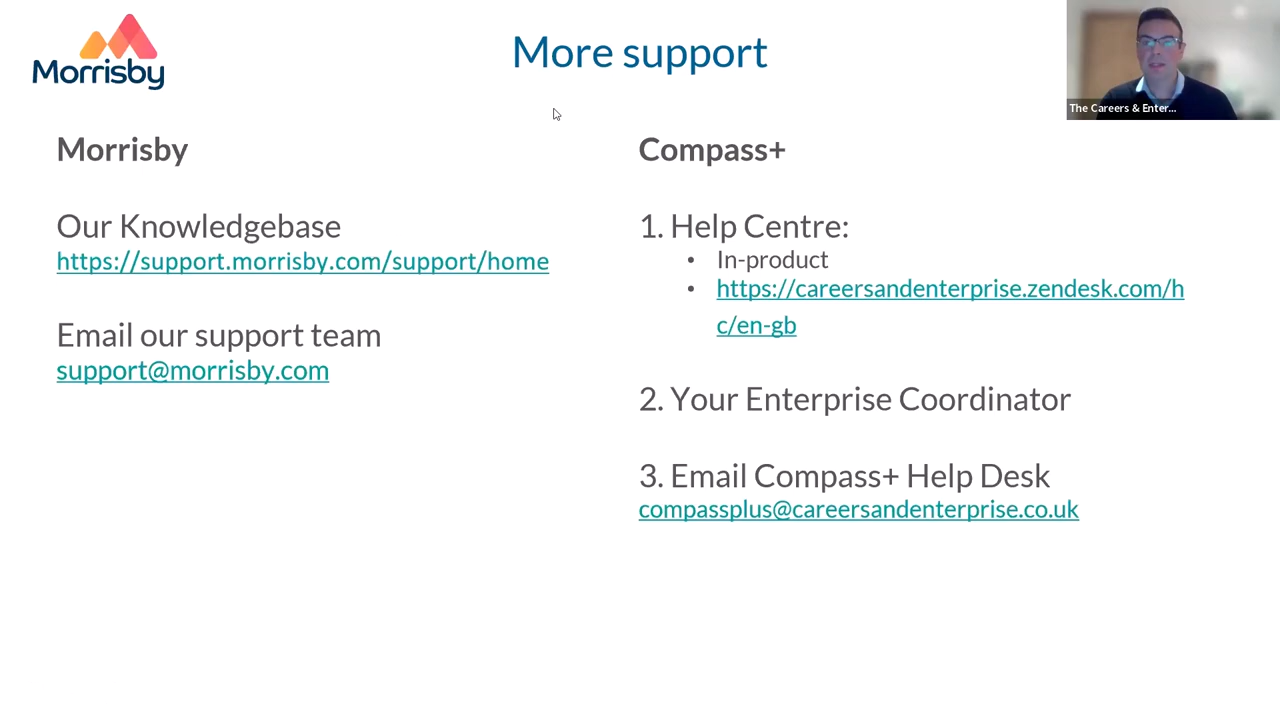 Morrisby
More support
The Careers & Enter...
Morrisby
Our Knowledgebase
https://support.morrisby.com/support/home
Email our support team
support@morrisby.com
Compass+
1. Help Centre:
• In-product
• https://careersandenterprise.zendesk.com/h
c/en-gb
2. Your Enterprise Coordinator
3. Email Compass+ Help Desk
compassplus@careersandenterprise.co.uk